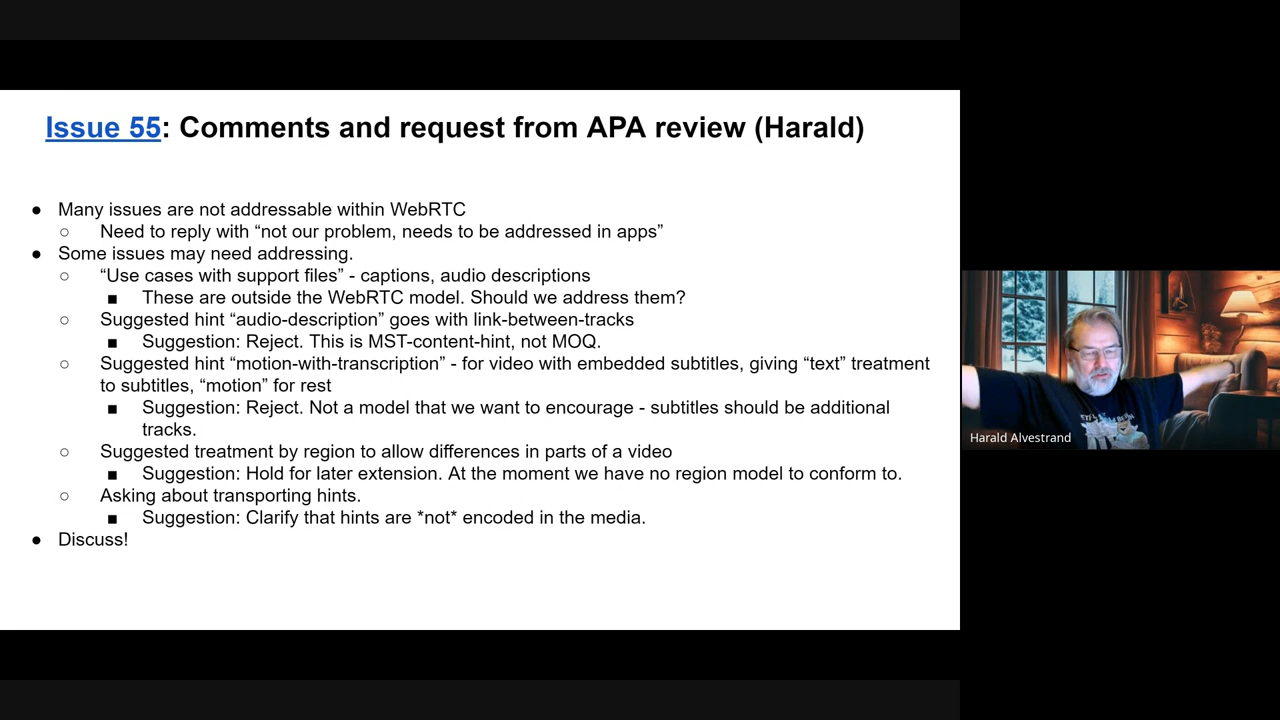 Issue 55: Comments and request from APA review (Harald)
● Many issues are not addressable within WebRTC
○ Need to reply with “not our problem, needs to be addressed in apps”
● Some issues may need addressing.
○ “Use cases with support files” - captions, audio descriptions
■ These are outside the WebRTC model. Should we address them?
○ Suggested hint “audio-description” goes with link-between-tracks
■ Suggestion: Reject. This is MST-content-hint, not MOQ.
○ Suggested hint “motion-with-transcription” - for video with embedded subtitles, giving “text” treatment
to subtitles, “motion” for rest
■ Suggestion: Reject. Not a model that we want to encourage - subtitles should be additional
tracks.
○ Suggested treatment by region to allow differences in parts of a video
■ Suggestion: Hold for later extension. At the moment we have no region model to conform to.
○ Asking about transporting hints.
■ Suggestion: Clarify that hints are *not* encoded in the media.
● Discuss!
Harald Alvestrand